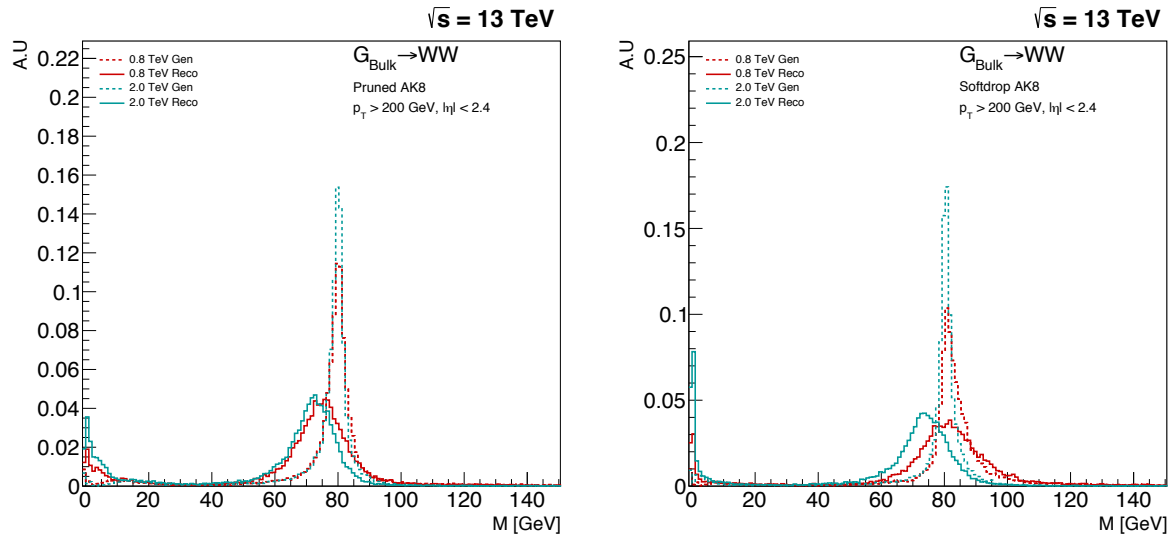 √s = 13 TeV
A.U
0.22
0.2
0.18
0.16
0.14
0.12
0.1
0.08
0.06
0.04
0.02
0
0.8 TeV Gen
0.8 TeV Reco
2.0 TeV Gen
2.0 TeV Reco
G_Bulk→WW
Pruned AK8
p_T > 200 GeV, |η| < 2.4
0 20 40 60 80 100 120 140
M [GeV]
√s = 13 TeV
A.U
0.25
0.2
0.15
0.1
0.05
0
0.8 TeV Gen
0.8 TeV Reco
2.0 TeV Gen
2.0 TeV Reco
G_Bulk→WW
Softdrop AK8
p_T > 200 GeV, |η| < 2.4
0 20 40 60 80 100 120 140
M [GeV]